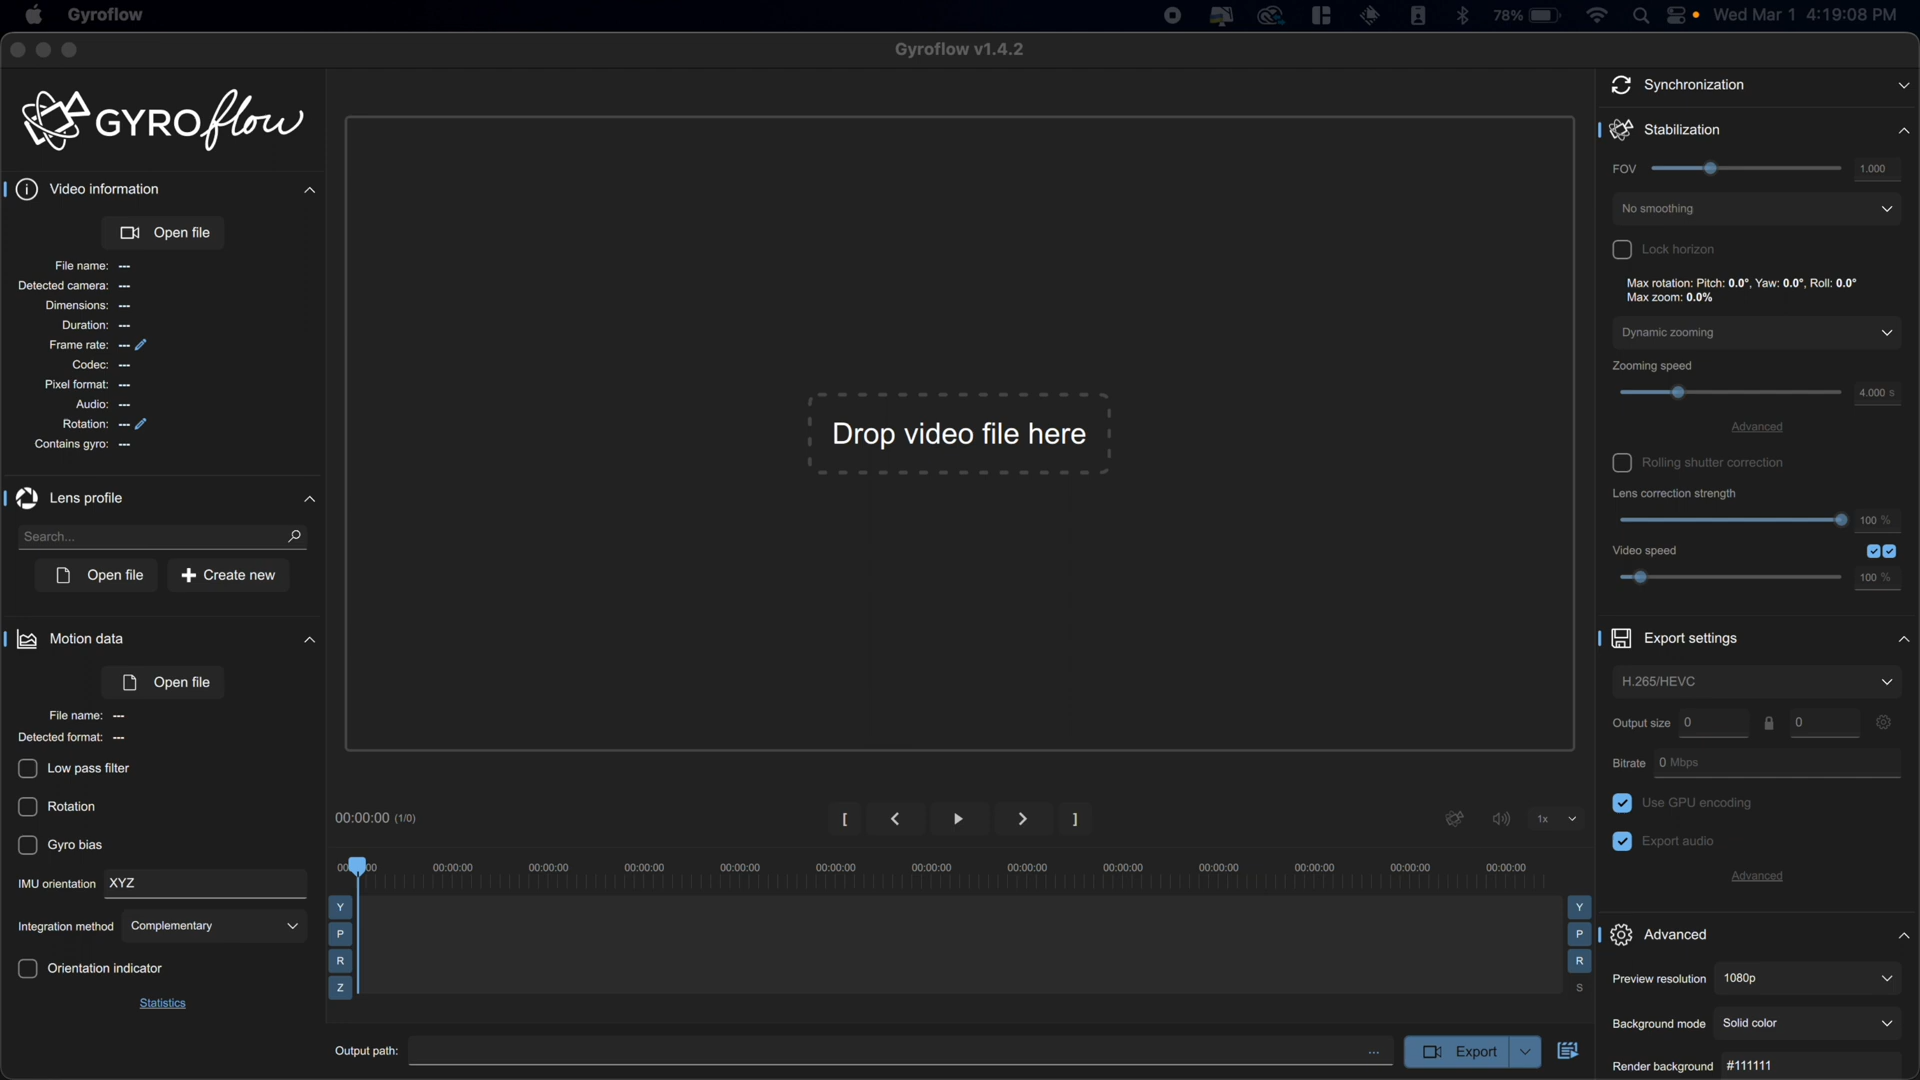 Gyroflow
78%
Wed Mar 1 4:19:08 PM
Gyroflow v1.4.2
GYROflow
Video information
Open file
File name: ---
Detected camera: ---
Dimensions: ---
Duration: ---
Frame rate: ---
Codec: ---
Pixel format: ---
Audio: ---
Rotation: ---
Contains gyro: ---
Lens profile
Search...
Open file
Create new
Motion data
Open file
File name: ---
Detected format: ---
Low pass filter
Rotation
Gyro bias
IMU orientation XYZ
Integration method Complementary
Orientation indicator
Statistics
Drop video file here
00:00:00 (1/0)
[
]
1x
00:00:00 00:00:00 00:00:00 00:00:00 00:00:00 00:00:00 00:00:00 00:00:00 00:00:00 00:00:00 00:00:00 00:00:00
Y
P
R
Z
Y
P
R
S
Output path:
...
Export
Synchronization
Stabilization
FOV 1.000
No smoothing
Lock horizon
Max rotation: Pitch: 0.0°, Yaw: 0.0°, Roll: 0.0°
Max zoom: 0.0%
Dynamic zooming
Zooming speed
4.000 s
Advanced
Rolling shutter correction
Lens correction strength
100 %
Video speed
100 %
Export settings
H.265/HEVC
Output size 0 0
Bitrate 0 Mbps
Use GPU encoding
Export audio
Advanced
Advanced
Preview resolution 1080p
Background mode Solid color
Render background #111111